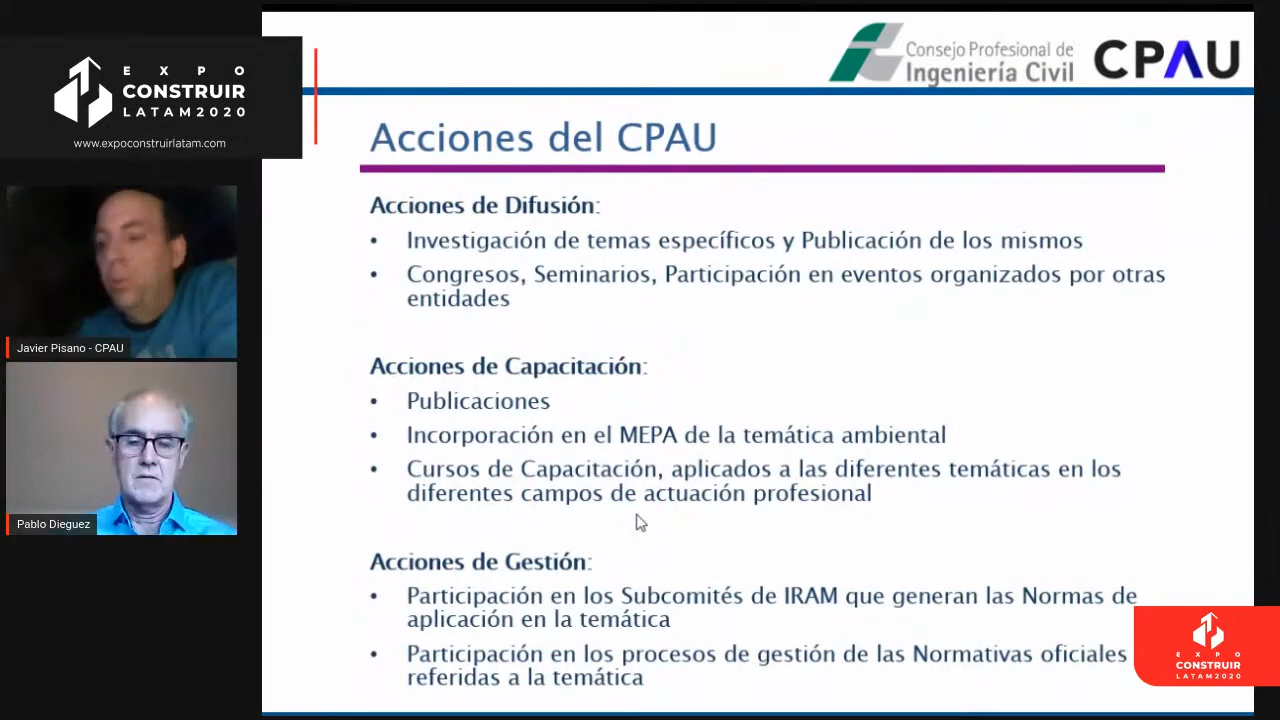 EXPO
CONSTRUIR
LATAM2020
www.expoconstruirlatam.com
Javier Pisano - CPAU
Pablo Dieguez
Consejo Profesional de
Ingeniería Civil
CPAU
Acciones del CPAU
Acciones de Difusión:
• Investigación de temas específicos y Publicación de los mismos
• Congresos, Seminarios, Participación en eventos organizados por otras
entidades
Acciones de Capacitación:
• Publicaciones
• Incorporación en el MEPA de la temática ambiental
• Cursos de Capacitación, aplicados a las diferentes temáticas en los
diferentes campos de actuación profesional
Acciones de Gestión:
• Participación en los Subcomités de IRAM que generan las Normas de
aplicación en la temática
• Participación en los procesos de gestión de las Normativas oficiales
referidas a la temática
EXPO
CONSTRUIR
LATAM2020